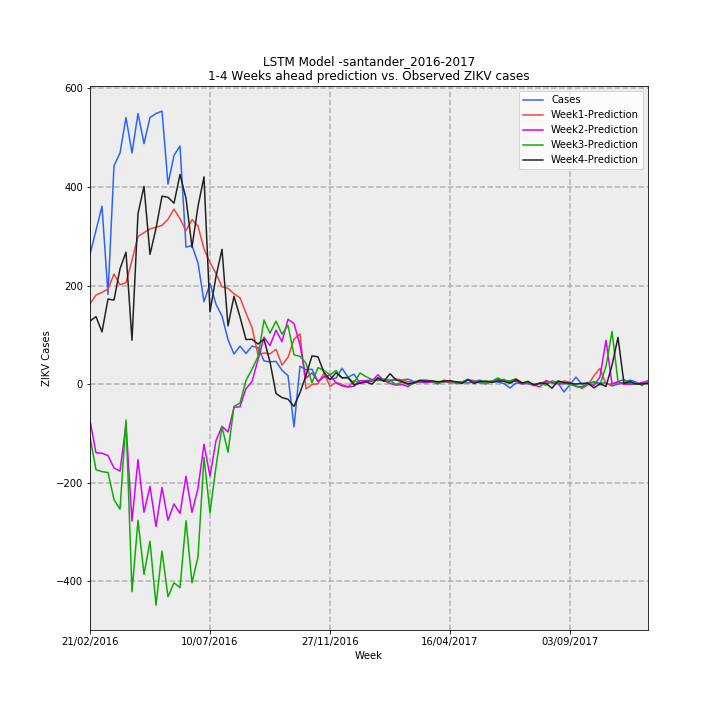 LSTM Model -santander_2016-2017
1-4 Weeks ahead prediction vs. Observed ZIKV cases
Cases
Week1-Prediction
Week2-Prediction
Week3-Prediction
Week4-Prediction
600
400
200
0
−200
−400
ZIKV Cases
21/02/2016 10/07/2016 27/11/2016 16/04/2017 03/09/2017
Week